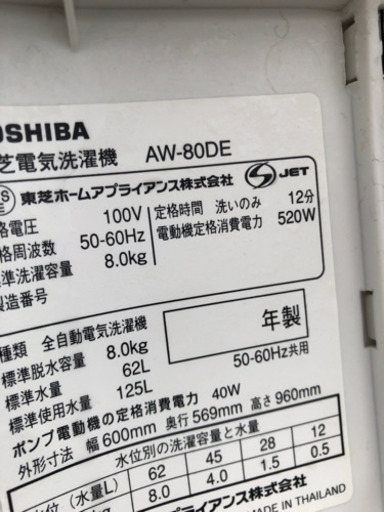 OSHIBA
芝電気洗濯機 AW-80DE
東芝ホームアプライアンス株式会社 S JET
格電圧 100V
格周波数 50-60Hz
標準洗濯容量 8.0kg
製造番号
定格時間 洗いのみ 12分
電動機定格消費電力 520W
年製
種類 全自動電気洗濯機
標準脱水容量 8.0kg
標準水量 62L
標準使用水量 125L
50-60Hz共用
ポンプ電動機の定格消費電力 40W
外形寸法 幅600mm 奥行569mm 高さ960mm
水位別の洗濯容量と水量
水位(水量L) 62 45 28 12
8.0 4.0 1.5 0.5
アプライアンス株式会社
MADE IN THAILAND